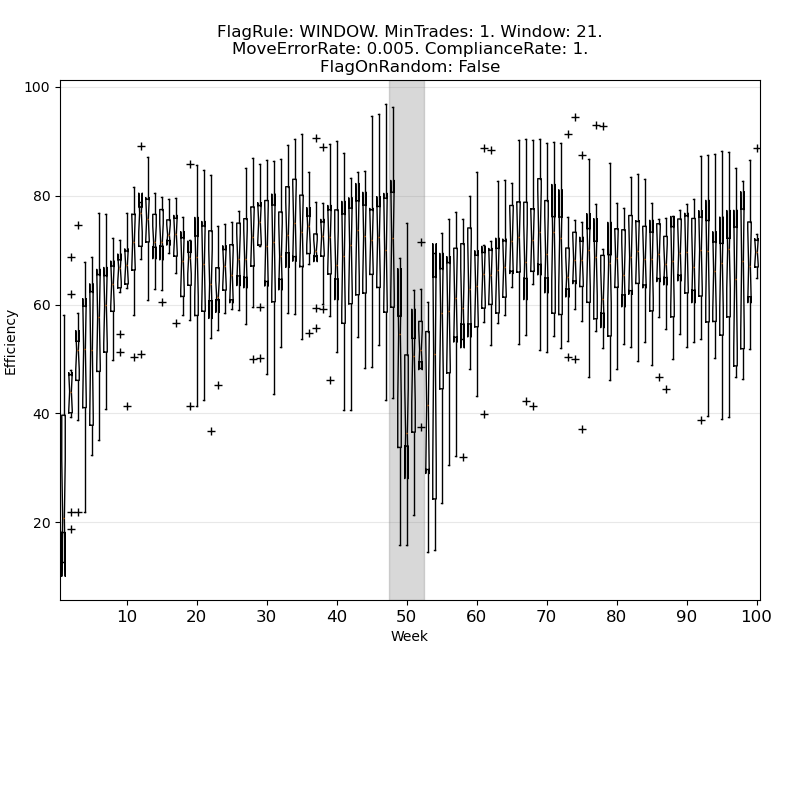 FlagRule: WINDOW. MinTrades: 1. Window: 21.
MoveErrorRate: 0.005. ComplianceRate: 1.
FlagOnRandom: False
100
80
60
40
20
Efficiency
10 20 30 40 50 60 70 80 90 100
Week